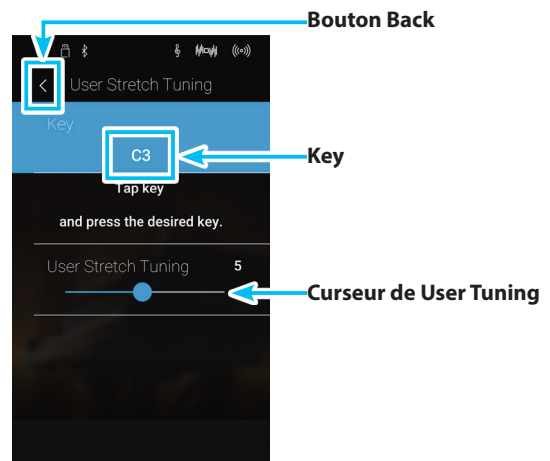 Bouton Back
User Stretch Tuning
Key
C3
Key
Tap key
and press the desired key.
User Stretch Tuning 5
Curseur de User Tuning